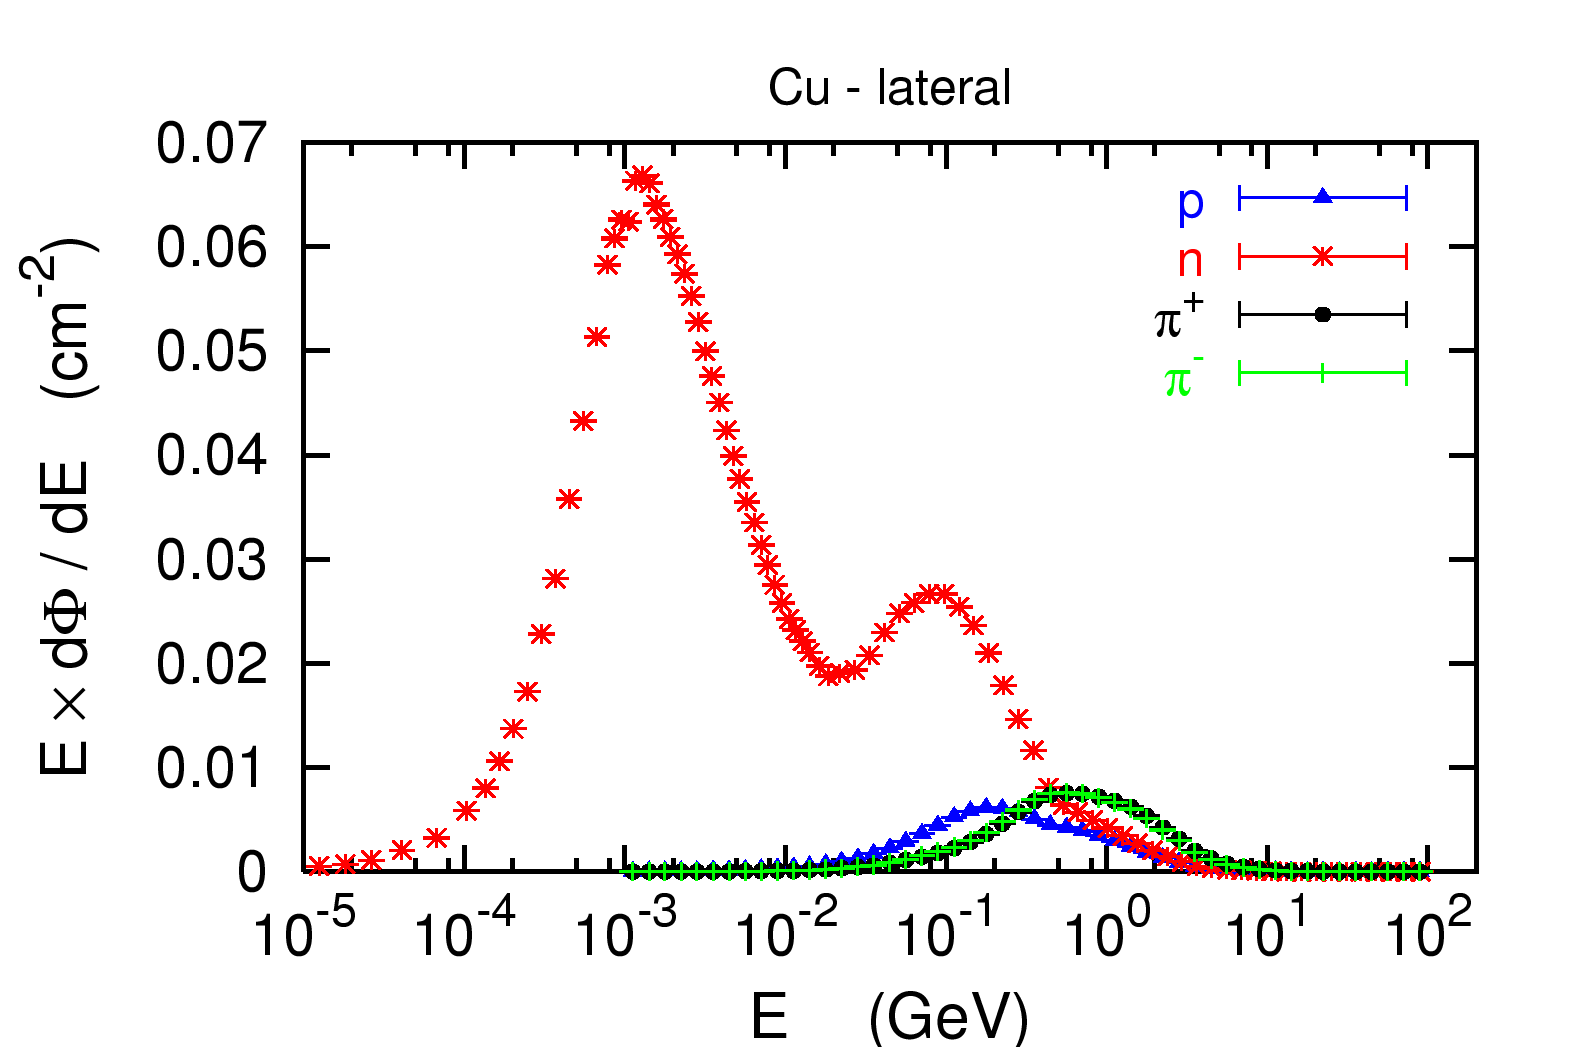 Cu - lateral
0.07
0.06
0.05
0.04
0.03
0.02
0.01
0
E × dΦ / dE (cm⁻²)
p
n
π⁺
π⁻
10⁻⁵ 10⁻⁴ 10⁻³ 10⁻² 10⁻¹ 10⁰ 10¹ 10²
E (GeV)